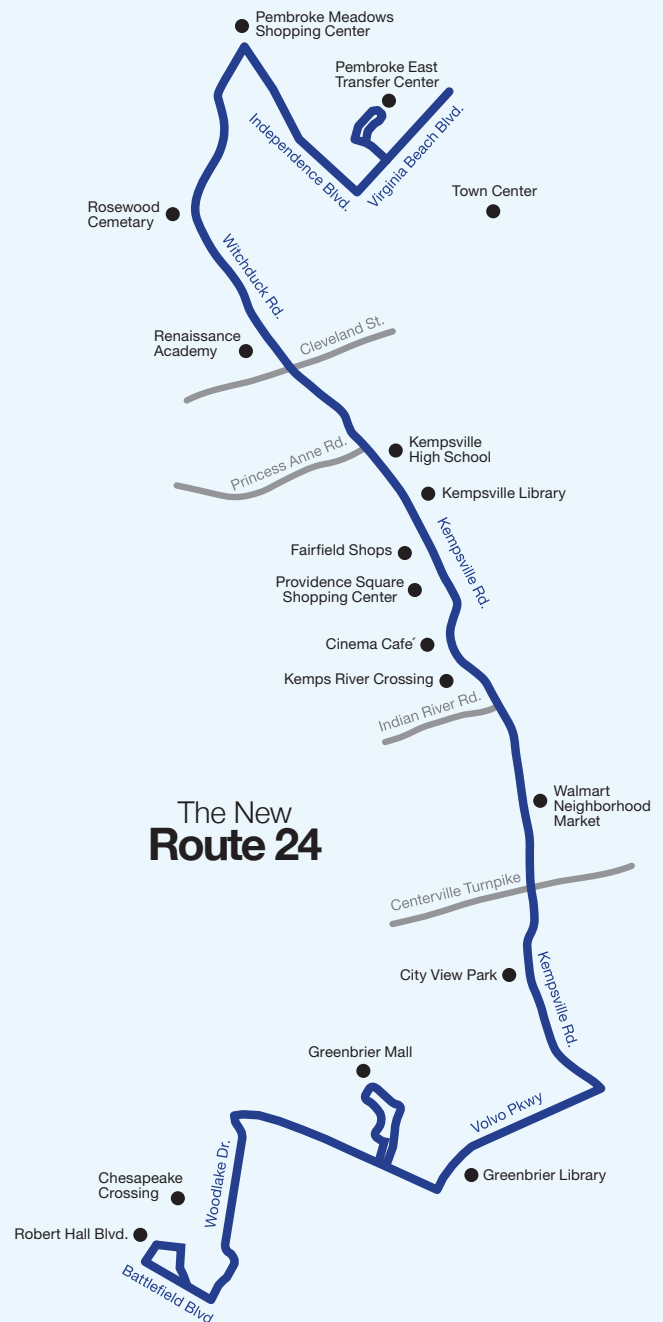 Pembroke Meadows
Shopping Center
Pembroke East
Transfer Center
Independence Blvd.
Virginia Beach Blvd.
Town Center
Rosewood
Cemetary
Witchduck Rd.
Renaissance
Academy
Cleveland St.
Princess Anne Rd.
Kempsville
High School
Kempsville Library
Kempsville Rd.
Fairfield Shops
Providence Square
Shopping Center
Cinema Cafe´
Kemps River Crossing
Indian River Rd.
The New
Route 24
Walmart
Neighborhood
Market
Centerville Turnpike
City View Park
Kempsville Rd.
Greenbrier Mall
Volvo Pkwy
Greenbrier Library
Woodlake Dr.
Chesapeake
Crossing
Robert Hall Blvd.
Battlefield Blvd